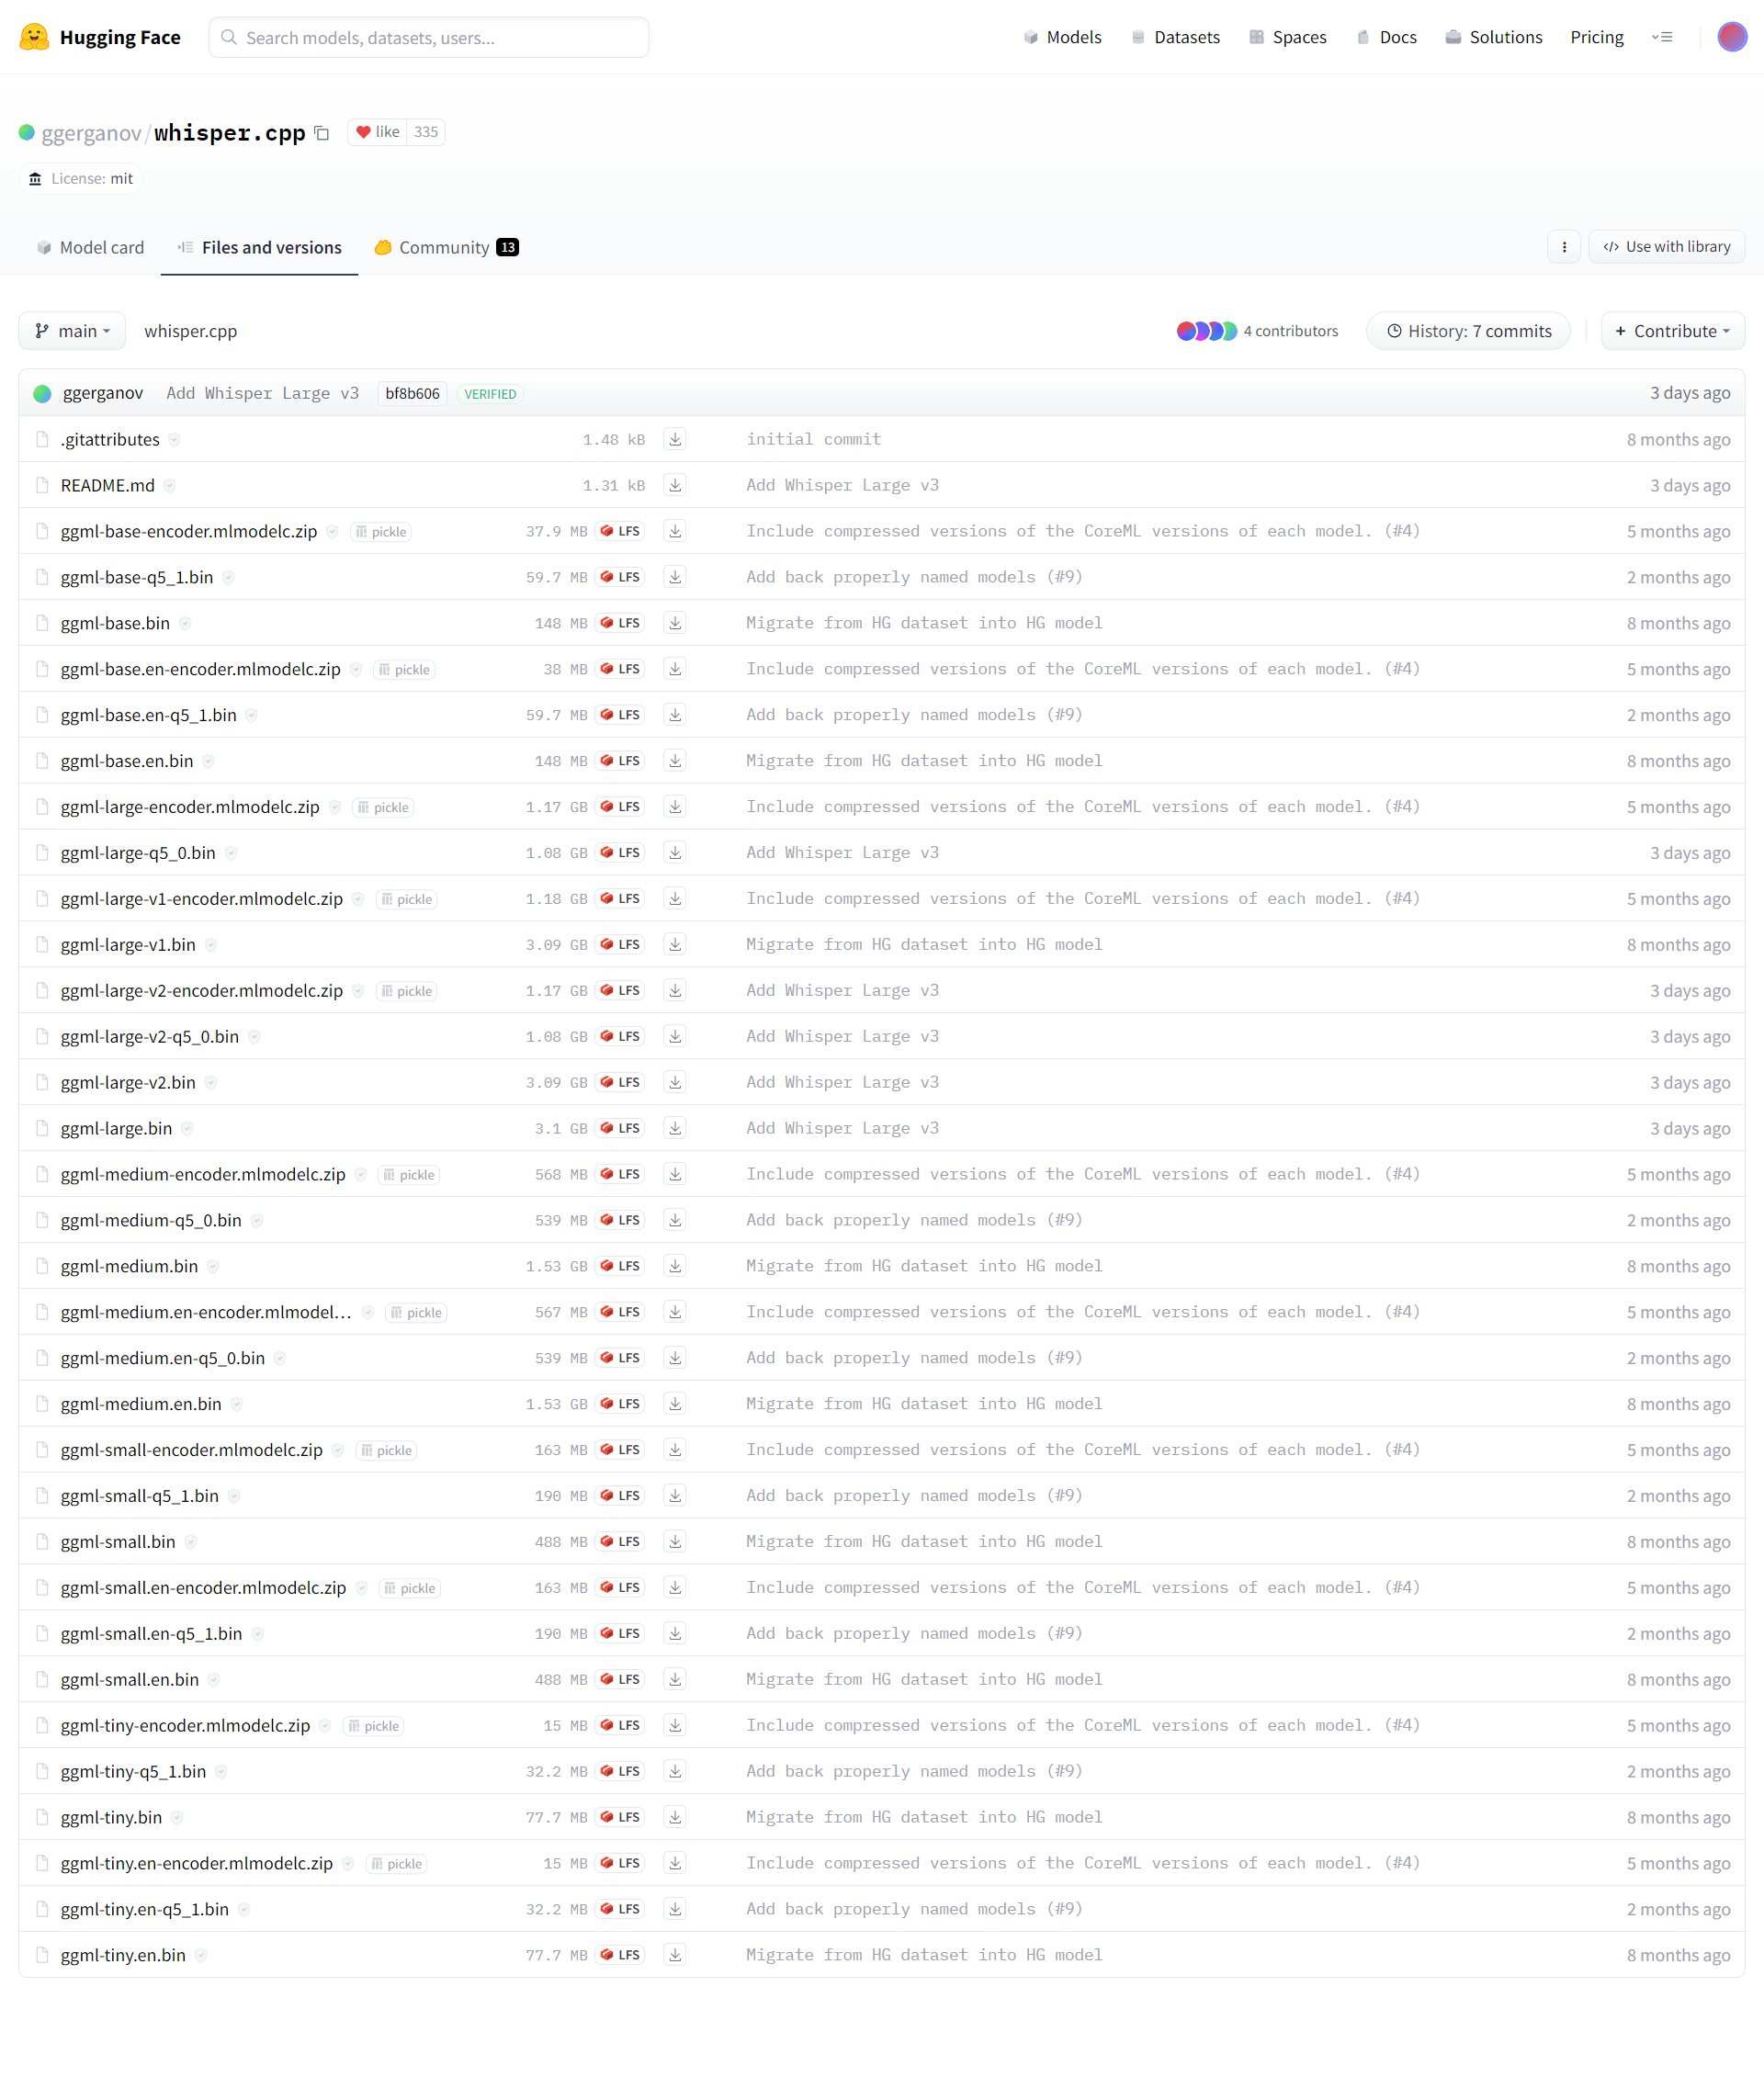 Hugging Face
Search models, datasets, users...
Models Datasets Spaces Docs Solutions Pricing
ggerganov/whisper.cpp like 335
License: mit
Model card Files and versions Community 13 Use with library
main whisper.cpp 4 contributors History: 7 commits Contribute
ggerganov Add Whisper Large v3 bf8b606 VERIFIED 3 days ago
.gitattributes 1.48 kB initial commit 8 months ago
README.md 1.31 kB Add Whisper Large v3 3 days ago
ggml-base-encoder.mlmodelc.zip pickle 37.9 MB LFS Include compressed versions of the CoreML versions of each model. (#4) 5 months ago
ggml-base-q5_1.bin 59.7 MB LFS Add back properly named models (#9) 2 months ago
ggml-base.bin 148 MB LFS Migrate from HG dataset into HG model 8 months ago
ggml-base.en-encoder.mlmodelc.zip pickle 38 MB LFS Include compressed versions of the CoreML versions of each model. (#4) 5 months ago
ggml-base.en-q5_1.bin 59.7 MB LFS Add back properly named models (#9) 2 months ago
ggml-base.en.bin 148 MB LFS Migrate from HG dataset into HG model 8 months ago
ggml-large-encoder.mlmodelc.zip pickle 1.17 GB LFS Include compressed versions of the CoreML versions of each model. (#4) 5 months ago
ggml-large-q5_0.bin 1.08 GB LFS Add Whisper Large v3 3 days ago
ggml-large-v1-encoder.mlmodelc.zip pickle 1.18 GB LFS Include compressed versions of the CoreML versions of each model. (#4) 5 months ago
ggml-large-v1.bin 3.09 GB LFS Migrate from HG dataset into HG model 8 months ago
ggml-large-v2-encoder.mlmodelc.zip pickle 1.17 GB LFS Add Whisper Large v3 3 days ago
ggml-large-v2-q5_0.bin 1.08 GB LFS Add Whisper Large v3 3 days ago
ggml-large-v2.bin 3.09 GB LFS Add Whisper Large v3 3 days ago
ggml-large.bin 3.1 GB LFS Add Whisper Large v3 3 days ago
ggml-medium-encoder.mlmodelc.zip pickle 568 MB LFS Include compressed versions of the CoreML versions of each model. (#4) 5 months ago
ggml-medium-q5_0.bin 539 MB LFS Add back properly named models (#9) 2 months ago
ggml-medium.bin 1.53 GB LFS Migrate from HG dataset into HG model 8 months ago
ggml-medium.en-encoder.mlmodel... pickle 567 MB LFS Include compressed versions of the CoreML versions of each model. (#4) 5 months ago
ggml-medium.en-q5_0.bin 539 MB LFS Add back properly named models (#9) 2 months ago
ggml-medium.en.bin 1.53 GB LFS Migrate from HG dataset into HG model 8 months ago
ggml-small-encoder.mlmodelc.zip pickle 163 MB LFS Include compressed versions of the CoreML versions of each model. (#4) 5 months ago
ggml-small-q5_1.bin 190 MB LFS Add back properly named models (#9) 2 months ago
ggml-small.bin 488 MB LFS Migrate from HG dataset into HG model 8 months ago
ggml-small.en-encoder.mlmodelc.zip pickle 163 MB LFS Include compressed versions of the CoreML versions of each model. (#4) 5 months ago
ggml-small.en-q5_1.bin 190 MB LFS Add back properly named models (#9) 2 months ago
ggml-small.en.bin 488 MB LFS Migrate from HG dataset into HG model 8 months ago
ggml-tiny-encoder.mlmodelc.zip pickle 15 MB LFS Include compressed versions of the CoreML versions of each model. (#4) 5 months ago
ggml-tiny-q5_1.bin 32.2 MB LFS Add back properly named models (#9) 2 months ago
ggml-tiny.bin 77.7 MB LFS Migrate from HG dataset into HG model 8 months ago
ggml-tiny.en-encoder.mlmodelc.zip pickle 15 MB LFS Include compressed versions of the CoreML versions of each model. (#4) 5 months ago
ggml-tiny.en-q5_1.bin 32.2 MB LFS Add back properly named models (#9) 2 months ago
ggml-tiny.en.bin 77.7 MB LFS Migrate from HG dataset into HG model 8 months ago